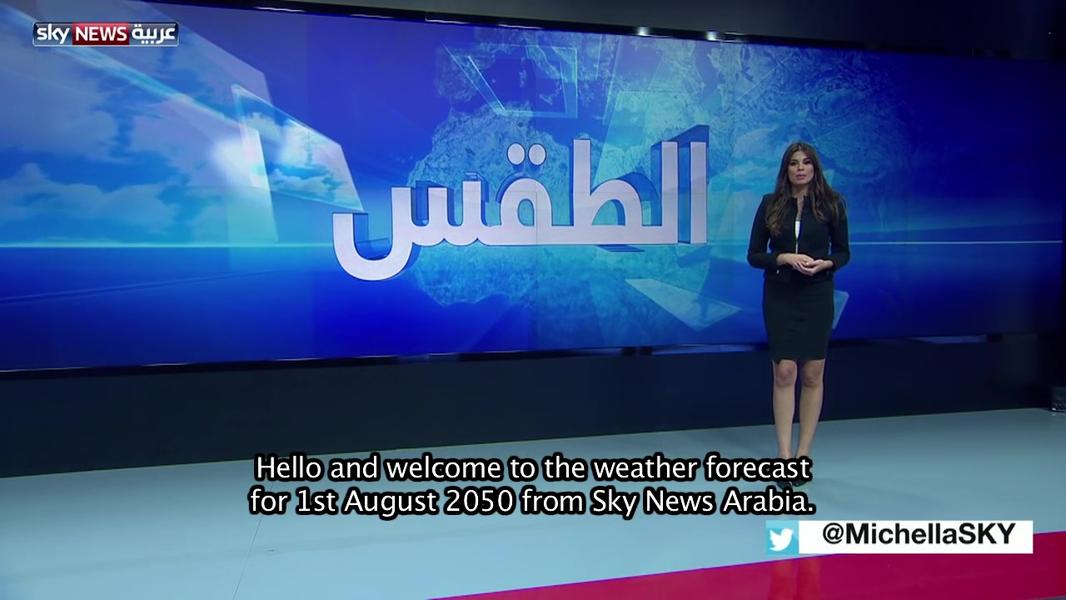 sky NEWS عربية
الطقس
Hello and welcome to the weather forecast
for 1st August 2050 from Sky News Arabia.
@MichellaSKY